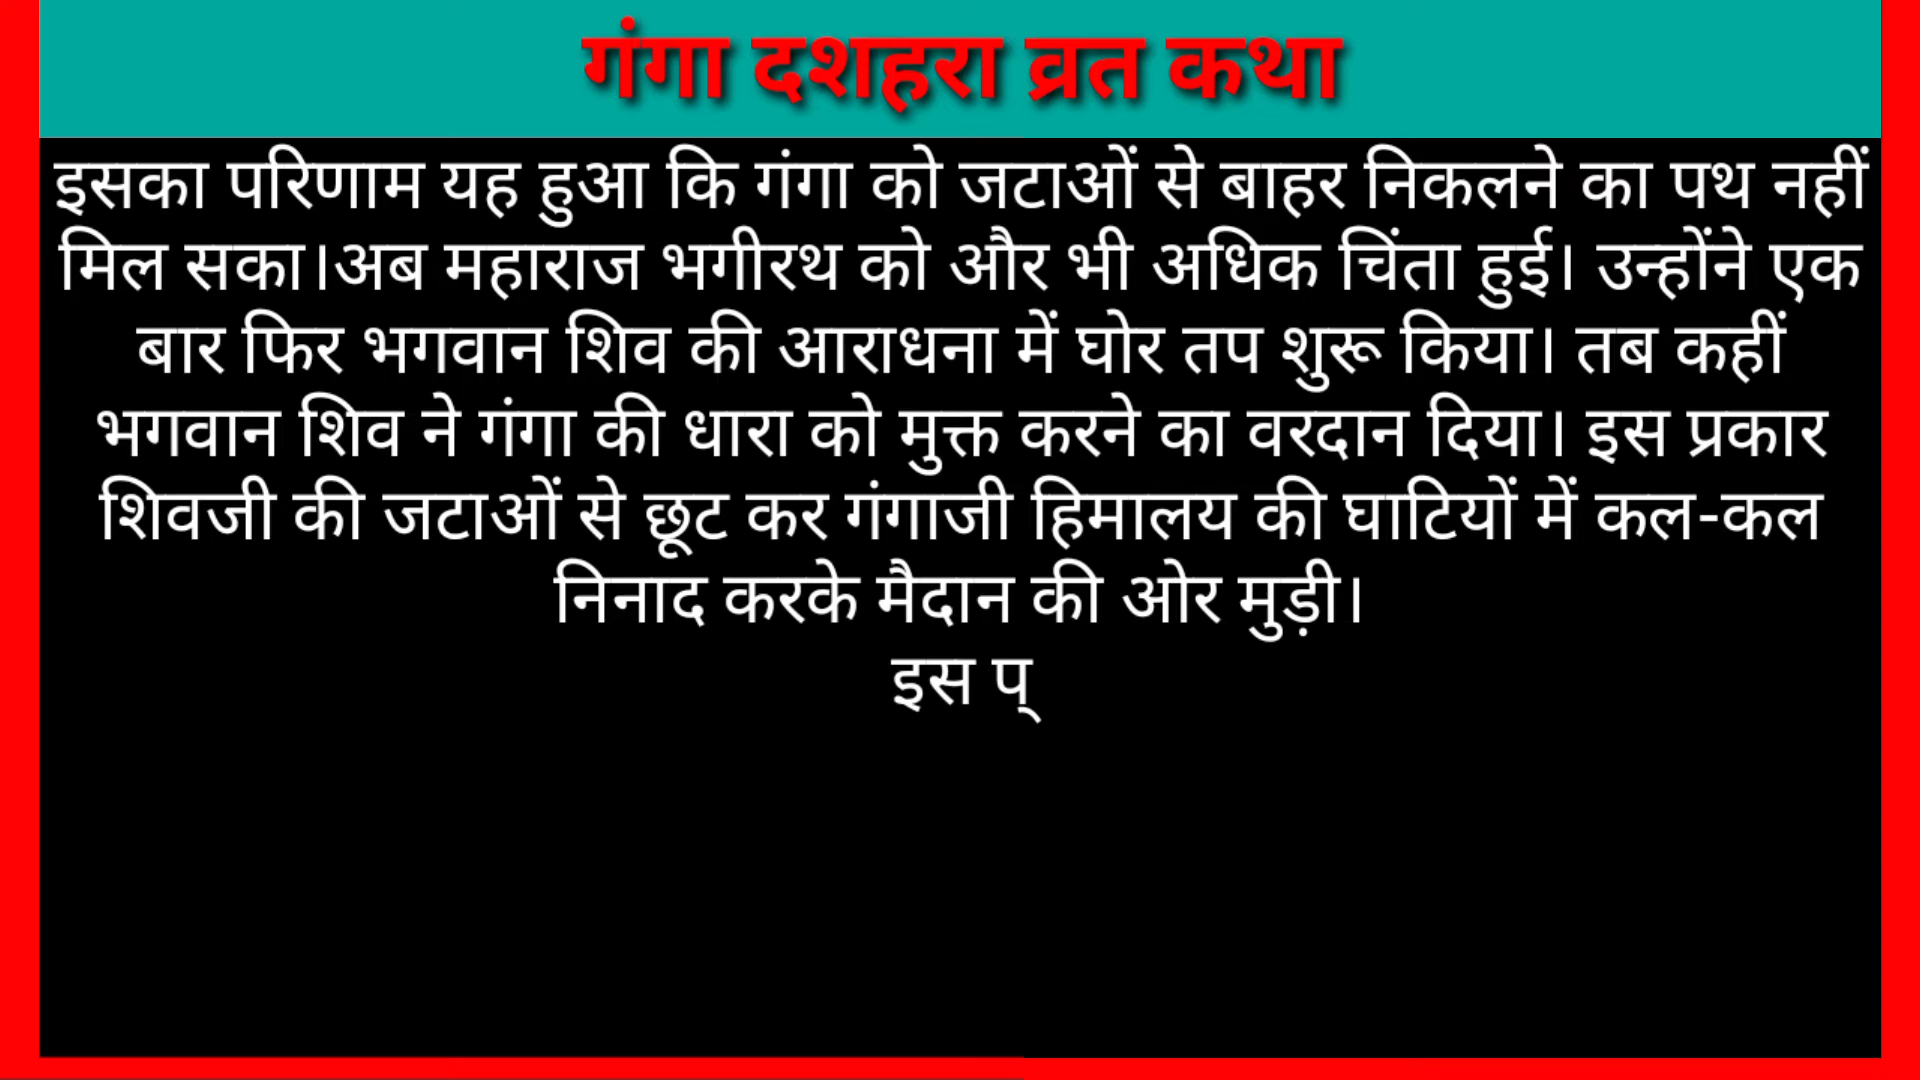 गंगा दशहरा व्रत कथा
इसका परिणाम यह हुआ कि गंगा को जटाओं से बाहर निकलने का पथ नहीं
मिल सका।अब महाराज भगीरथ को और भी अधिक चिंता हुई। उन्होंने एक
बार फिर भगवान शिव की आराधना में घोर तप शुरू किया। तब कहीं
भगवान शिव ने गंगा की धारा को मुक्त करने का वरदान दिया। इस प्रकार
शिवजी की जटाओं से छूट कर गंगाजी हिमालय की घाटियों में कल-कल
निनाद करके मैदान की ओर मुड़ी।
इस प्